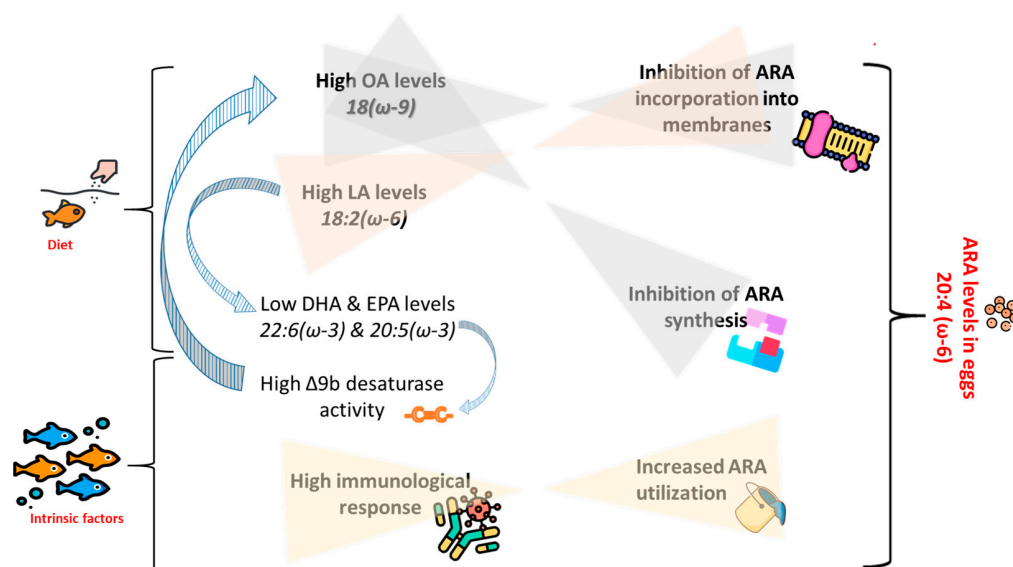 High OA levels
18(ω-9)
Inhibition of ARA
incorporation into
membranes
High LA levels
18:2(ω-6)
Diet
Low DHA & EPA levels
22:6(ω-3) & 20:5(ω-3)
Inhibition of ARA
synthesis
High Δ9b desaturase
activity
High immunological
response
Increased ARA
utilization
Intrinsic factors
ARA levels in eggs
20:4 (ω-6)